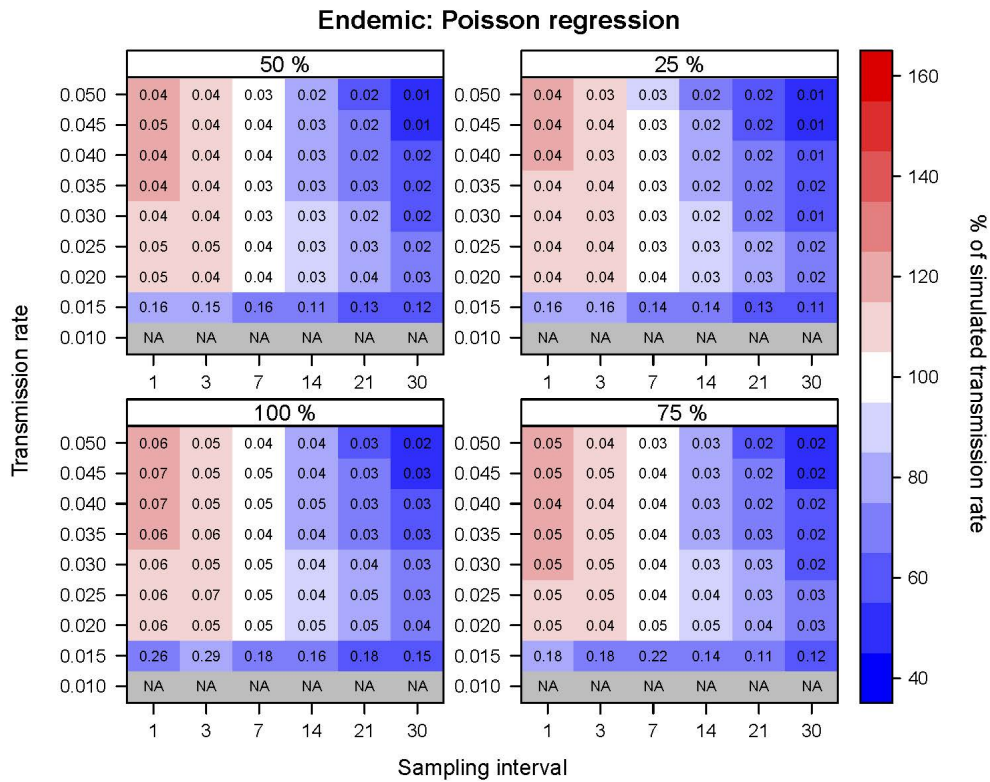 Endemic: Poisson regression
50 %
25 %
0.050 0.04 0.04 0.03 0.02 0.02 0.01
0.045 0.05 0.04 0.04 0.03 0.02 0.01
0.040 0.04 0.04 0.04 0.03 0.02 0.02
0.035 0.04 0.04 0.04 0.03 0.03 0.02
0.030 0.04 0.04 0.03 0.03 0.02 0.02
0.025 0.05 0.05 0.04 0.03 0.03 0.02
0.020 0.05 0.04 0.04 0.03 0.04 0.03
0.015 0.16 0.15 0.16 0.11 0.13 0.12
0.010 NA NA NA NA NA NA
1 3 7 14 21 30
0.050 0.04 0.03 0.03 0.02 0.02 0.01
0.045 0.04 0.04 0.03 0.02 0.02 0.01
0.040 0.04 0.03 0.03 0.03 0.02 0.01
0.035 0.04 0.04 0.03 0.02 0.02 0.02
0.030 0.04 0.03 0.03 0.02 0.02 0.01
0.025 0.04 0.04 0.03 0.03 0.02 0.02
0.020 0.04 0.04 0.04 0.03 0.02 0.02
0.015 0.16 0.16 0.14 0.14 0.13 0.11
0.010 NA NA NA NA NA NA
1 3 7 14 21 30
100 %
75 %
0.050 0.06 0.05 0.04 0.04 0.03 0.02
0.045 0.07 0.05 0.05 0.04 0.03 0.03
0.040 0.07 0.05 0.05 0.05 0.03 0.03
0.035 0.06 0.06 0.04 0.04 0.03 0.03
0.030 0.06 0.05 0.05 0.04 0.04 0.03
0.025 0.06 0.07 0.05 0.04 0.05 0.03
0.020 0.06 0.05 0.05 0.05 0.05 0.04
0.015 0.26 0.29 0.18 0.16 0.18 0.15
0.010 NA NA NA NA NA NA
1 3 7 14 21 30
0.050 0.05 0.04 0.03 0.03 0.02 0.02
0.045 0.05 0.05 0.04 0.03 0.02 0.02
0.040 0.04 0.04 0.04 0.03 0.03 0.02
0.035 0.05 0.05 0.04 0.03 0.03 0.02
0.030 0.05 0.05 0.04 0.03 0.03 0.02
0.025 0.05 0.05 0.04 0.04 0.03 0.03
0.020 0.05 0.04 0.05 0.04 0.04 0.03
0.015 0.18 0.18 0.22 0.14 0.11 0.12
0.010 NA NA NA NA NA NA
1 3 7 14 21 30
Transmission rate
Sampling interval
160
140
120
100
80
60
40
% of simulated transmission rate